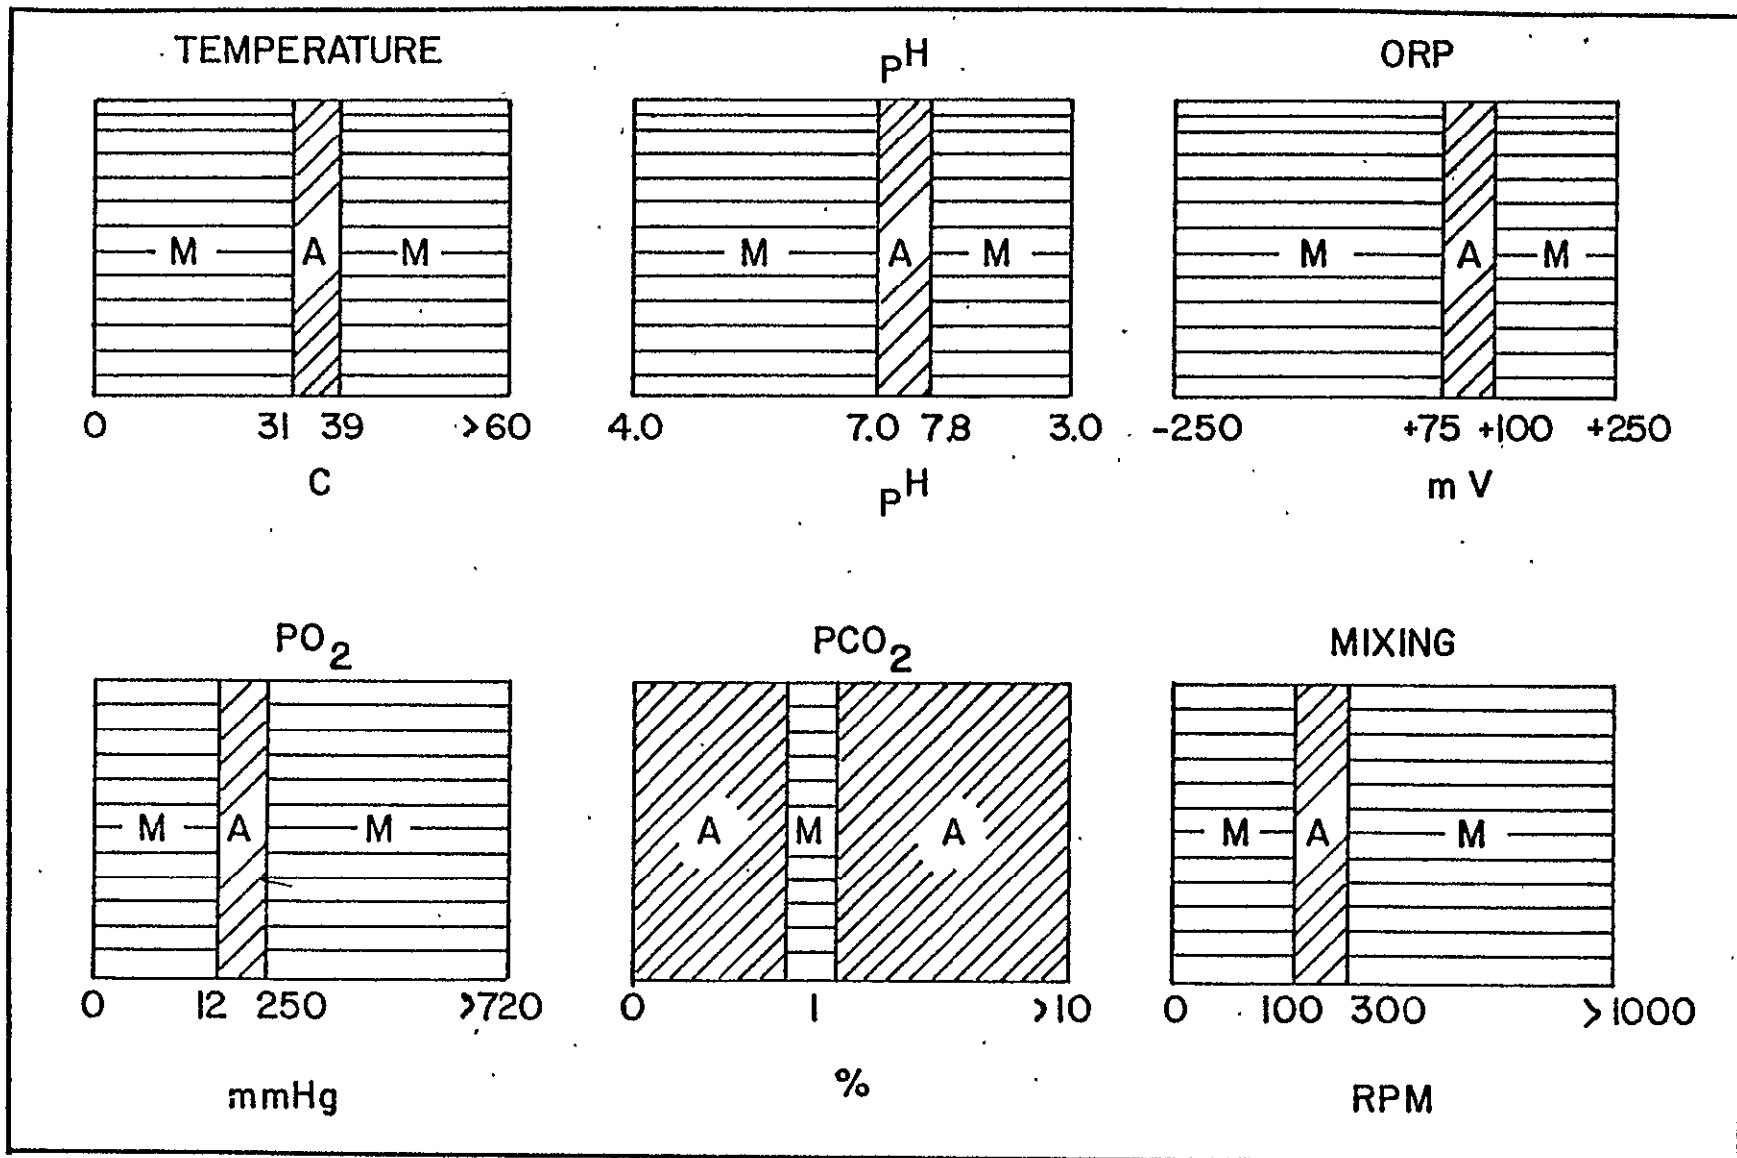 TEMPERATURE PH ORP
M A M M A M M A M
0 31 39 >60 4.0 7.0 7.8 3.0 -250 +75 +100 +250
C PH mV
PO2 PCO2 MIXING
M A M A M A M A M
0 12 250 >720 0 1 >10 0 100 300 >1000
mmHg % RPM